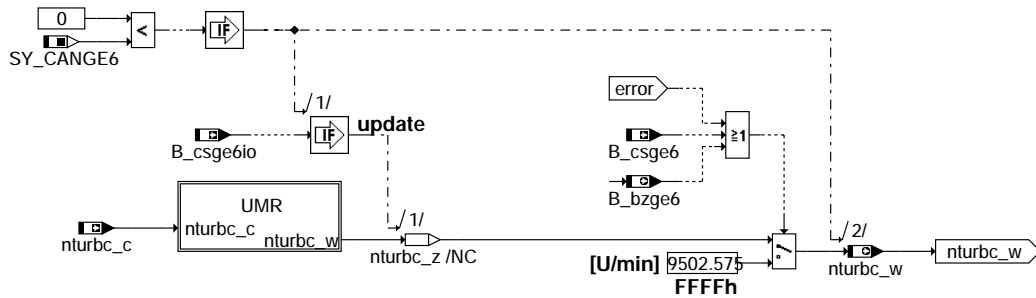 0
<
IF
SY_CANGE6
/1/
error
IF
update
B_csge6io
B_csge6
≥1
B_bzge6
UMR
nturbc_c
nturbc_w
nturbc_c
/1/
nturbc_z /NC
/2/
[U/min]
9502.575
FFFFh
nturbc_w
nturbc_w